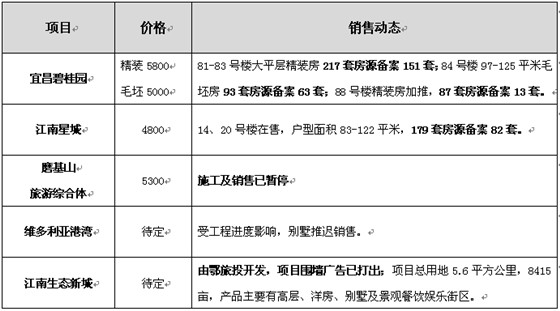 项目 价格 销售动态
宜昌碧桂园
精装 5800
毛坯 5000
81-83 号楼大平层精装房 217 套房源备案 151 套；84 号楼 97-125 平米毛
坯房 93 套房源备案 63 套；88 号楼精装房加推，87 套房源备案 13 套。
江南星城 4800 14、20 号楼在售，户型面积 83-122 平米，179 套房源备案 82 套。
磨基山
旅游综合体
5300 施工及销售已暂停
维多利亚港湾 待定 受工程进度影响，别墅推迟销售。
江南生态新城 待定
由鄂旅投开发，项目围墙广告已打出；项目总用地 5.6 平方公里，8415
亩，产品主要有高层、洋房、别墅及景观餐饮娱乐街区。